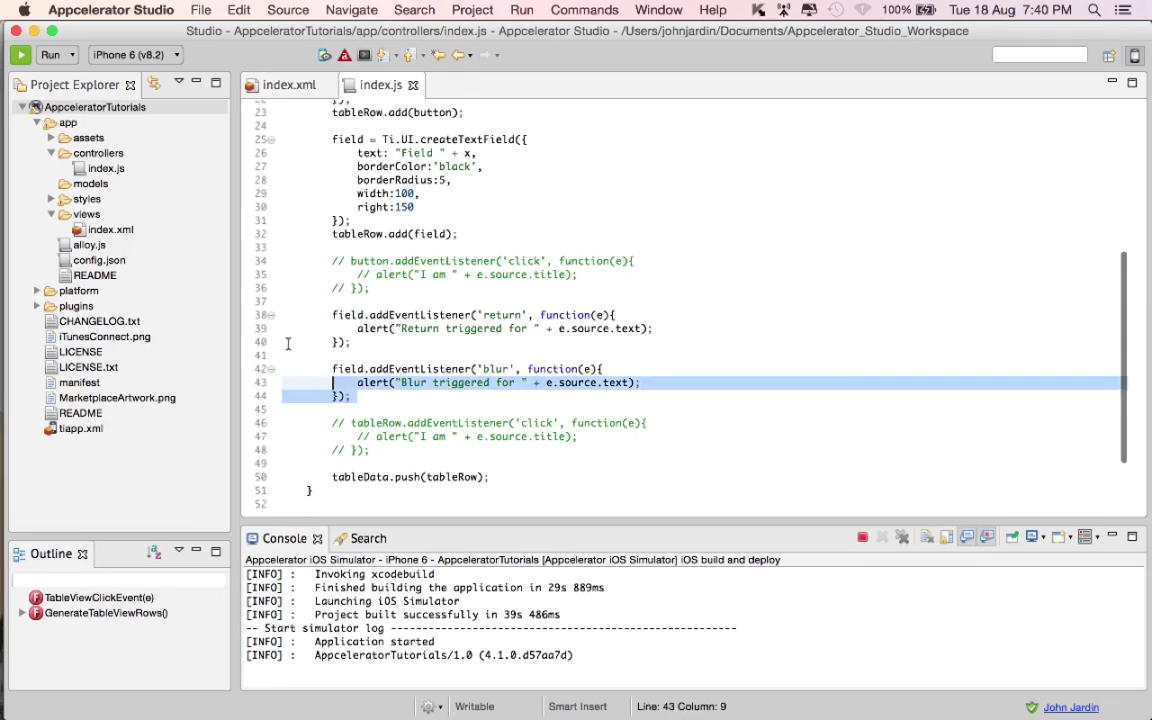 Appcelerator Studio File Edit Source Navigate Search Project Run Commands Window Help 100% Tue 18 Aug 7:40 PM
Studio - AppceleratorTutorials/app/controllers/index.js - Appcelerator Studio - /Users/johnjardin/Documents/Appcelerator_Studio_Workspace
Run iPhone 6 (v8.2)
Project Explorer
index.xml index.js
AppceleratorTutorials
app
assets
controllers
index.js
models
styles
views
index.xml
alloy.js
config.json
README
platform
plugins
CHANGELOG.txt
iTunesConnect.png
LICENSE
LICENSE.txt
manifest
MarketplaceArtwork.png
README
tiapp.xml
22 });
23 tableRow.add(button);
24
25 field = Ti.UI.createTextField({
26 text: "Field " + x,
27 borderColor:'black',
28 borderRadius:5,
29 width:100,
30 right:150
31 });
32 tableRow.add(field);
33
34 // button.addEventListener('click', function(e){
35 // alert("I am " + e.source.title);
36 // });
37
38 field.addEventListener('return', function(e){
39 alert("Return triggered for " + e.source.text);
40 });
41
42 field.addEventListener('blur', function(e){
43 alert("Blur triggered for " + e.source.text);
44 });
45
46 // tableRow.addEventListener('click', function(e){
47 // alert("I am " + e.source.title);
48 // });
49
50 tableData.push(tableRow);
51 }
52
Outline
TableViewClickEvent(e)
GenerateTableViewRows()
Console Search
Appcelerator iOS Simulator - iPhone 6 - AppceleratorTutorials [Appcelerator iOS Simulator] iOS build and deploy
[INFO] : Invoking xcodebuild
[INFO] : Finished building the application in 29s 889ms
[INFO] : Launching iOS Simulator
[INFO] : Project built successfully in 39s 486ms
-- Start simulator log -------------------------------------------------------
[INFO] : Application started
[INFO] : AppceleratorTutorials/1.0 (4.1.0.d57aa7d)
Writable Smart Insert Line: 43 Column: 9 John Jardin